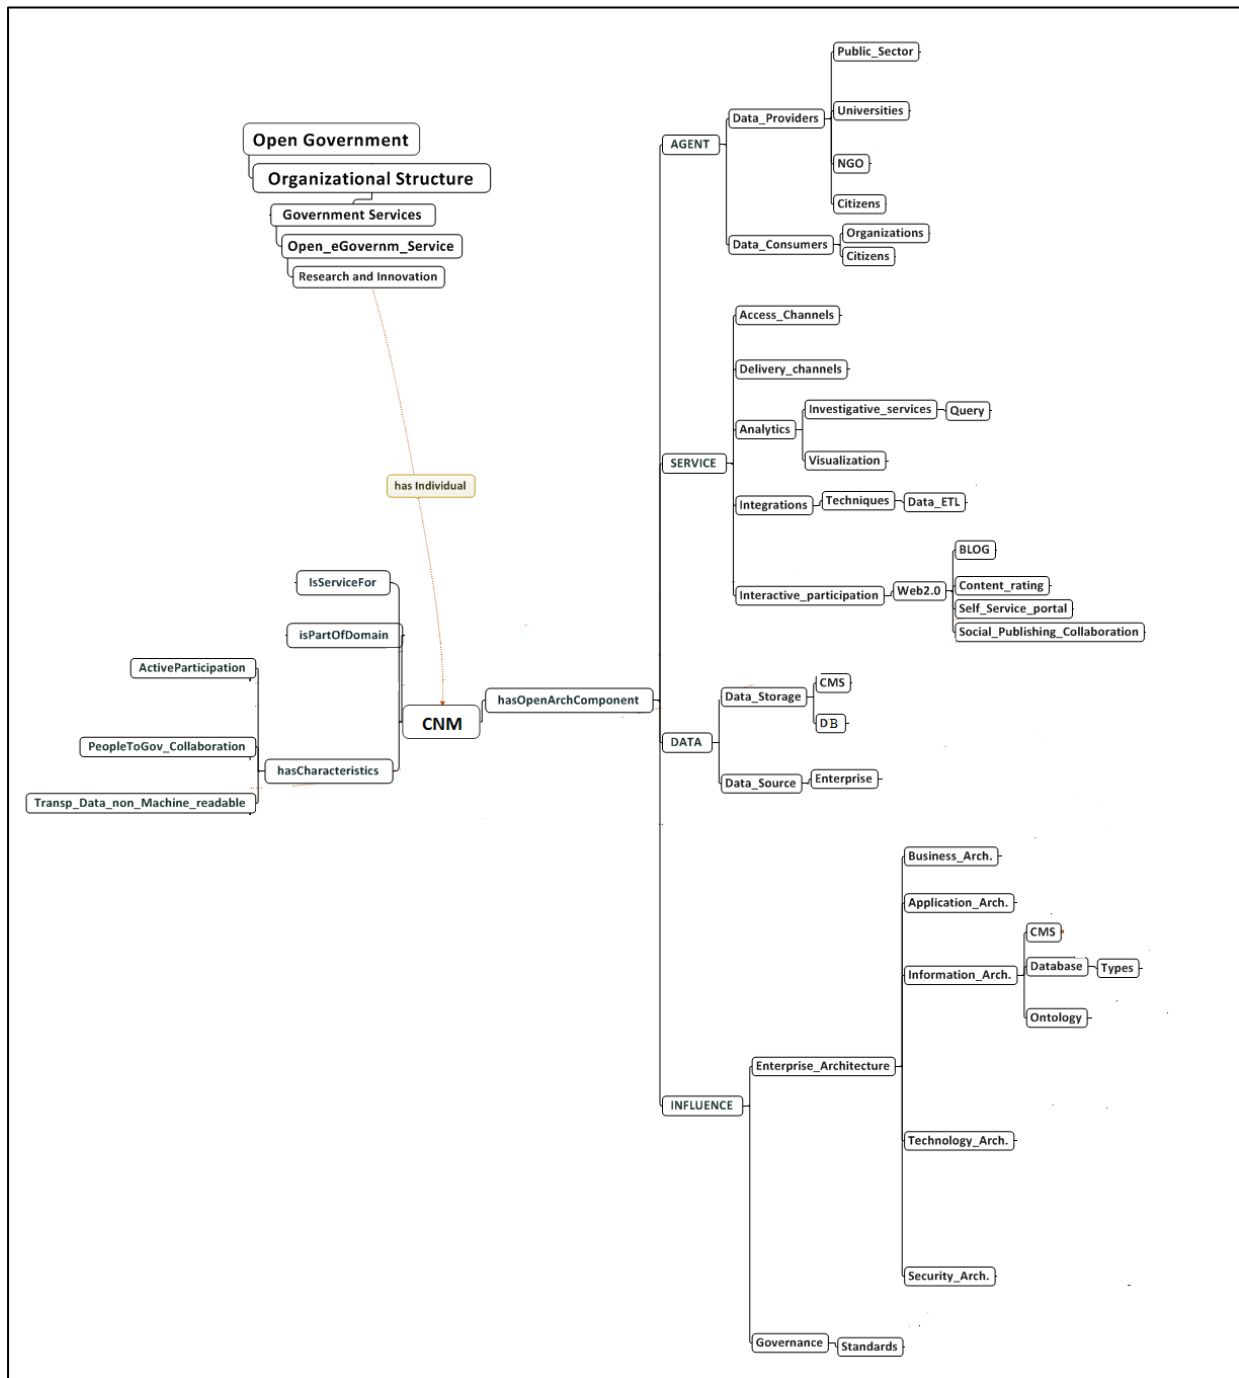 Open Government
Organizational Structure
Government Services
Open_eGovernm_Service
Research and Innovation
has Individual
IsServiceFor
isPartOfDomain
ActiveParticipation
PeopleToGov_Collaboration
Transp_Data_non_Machine_readable
hasCharacteristics
CNM
hasOpenArchComponent
AGENT
Data_Providers
Public_Sector
Universities
NGO
Citizens
Data_Consumers
Organizations
Citizens
SERVICE
Access_Channels
Delivery_channels
Analytics
Investigative_services
Query
Visualization
Integrations
Techniques
Data_ETL
Interactive_participation
Web2.0
BLOG
Content_rating
Self_Service_portal
Social_Publishing_Collaboration
DATA
Data_Storage
CMS
DB
Data_Source
Enterprise
INFLUENCE
Enterprise_Architecture
Business_Arch.
Application_Arch.
Information_Arch.
CMS
Database
Types
Ontology
Technology_Arch.
Security_Arch.
Governance
Standards